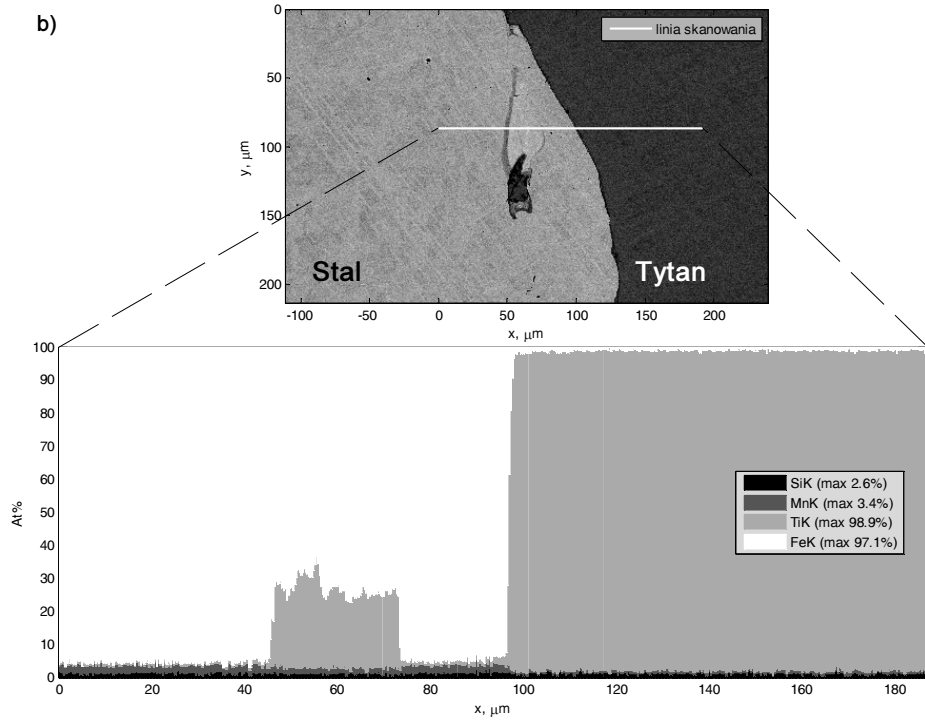 b)
linia skanowania
0
50
100
150
200
y, μm
Stal
Tytan
-100 -50 0 50 100 150 200
x, μm
100
90
80
70
60
50
40
30
20
10
0
At%
SiK (max 2.6%)
MnK (max 3.4%)
TiK (max 98.9%)
FeK (max 97.1%)
0 20 40 60 80 100 120 140 160 180
x, μm